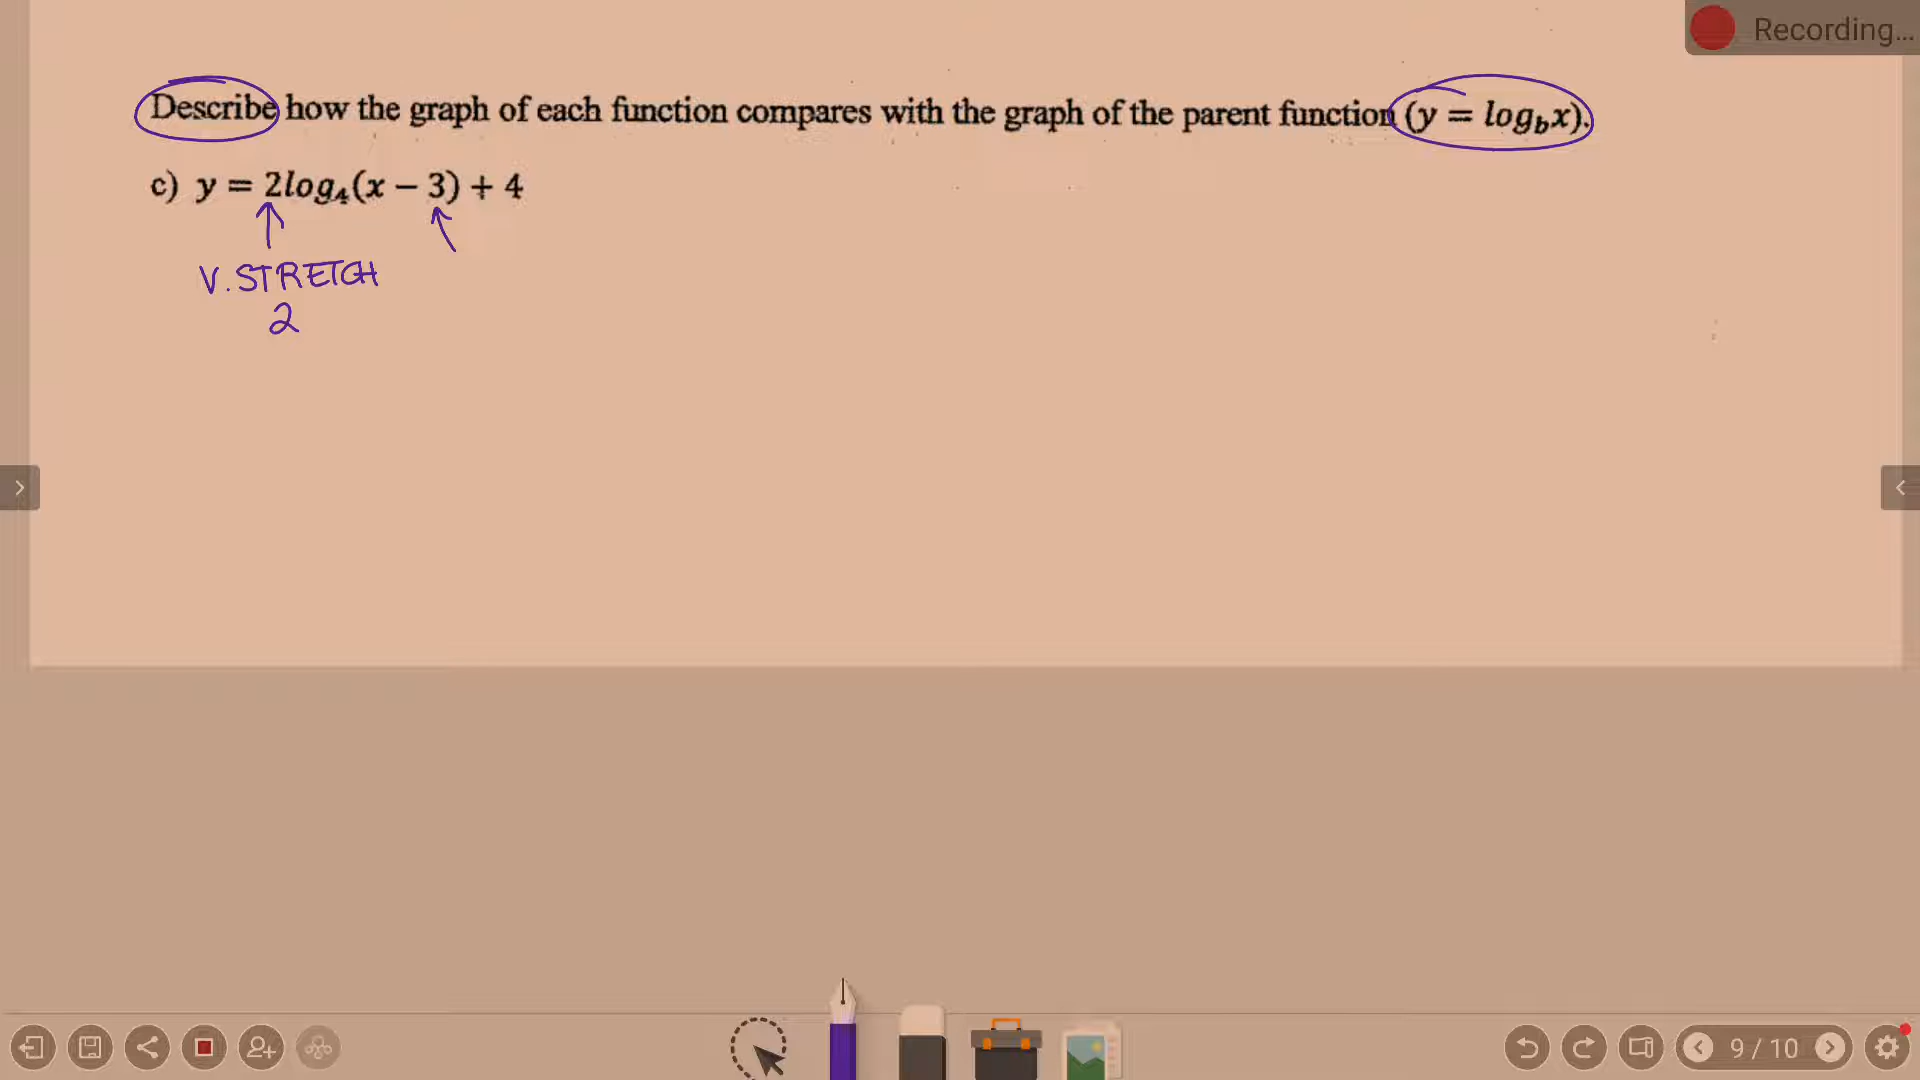 Recording...
Describe how the graph of each function compares with the graph of the parent function (y = log_b x).
c) y = 2log₄(x − 3) + 4
V. STRETCH
2
9 / 10